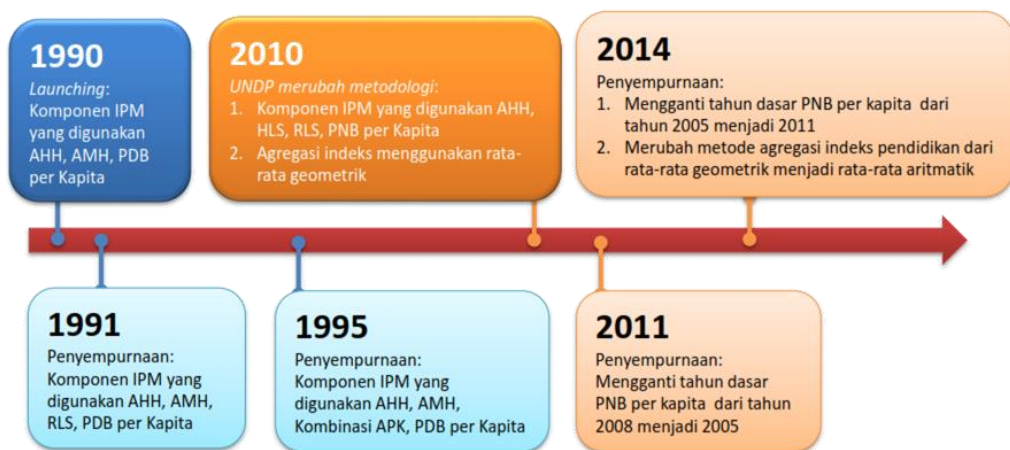 1990
Launching:
Komponen IPM
yang digunakan
AHH, AMH, PDB
per Kapita
2010
UNDP merubah metodologi:
1. Komponen IPM yang digunakan AHH,
HLS, RLS, PNB per Kapita
2. Agregasi indeks menggunakan rata-
rata geometrik
2014
Penyempurnaan:
1. Mengganti tahun dasar PNB per kapita dari
tahun 2005 menjadi 2011
2. Merubah metode agregasi indeks pendidikan dari
rata-rata geometrik menjadi rata-rata aritmatik
1991
Penyempurnaan:
Komponen IPM yang
digunakan AHH, AMH,
RLS, PDB per Kapita
1995
Penyempurnaan:
Komponen IPM yang
digunakan AHH, AMH,
Kombinasi APK, PDB per Kapita
2011
Penyempurnaan:
Mengganti tahun dasar
PNB per kapita dari tahun
2008 menjadi 2005